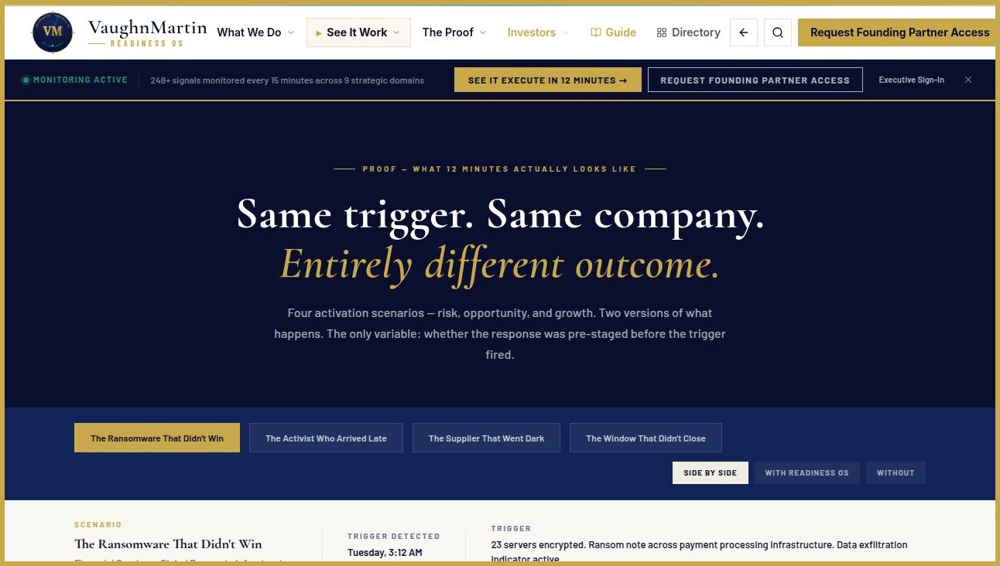 VM
VaughnMartin
READINESS OS
What We Do
▸ See It Work
The Proof
Investors
Guide
Directory
Request Founding Partner Access
MONITORING ACTIVE
248+ signals monitored every 15 minutes across 9 strategic domains
SEE IT EXECUTE IN 12 MINUTES →
REQUEST FOUNDING PARTNER ACCESS
Executive Sign-In
PROOF — WHAT 12 MINUTES ACTUALLY LOOKS LIKE
Same trigger. Same company.
Entirely different outcome.
Four activation scenarios — risk, opportunity, and growth. Two versions of what
happens. The only variable: whether the response was pre-staged before the trigger
fired.
The Ransomware That Didn't Win
The Activist Who Arrived Late
The Supplier That Went Dark
The Window That Didn't Close
SIDE BY SIDE
WITH READINESS OS
WITHOUT
SCENARIO
The Ransomware That Didn't Win
TRIGGER DETECTED
Tuesday, 3:12 AM
TRIGGER
23 servers encrypted. Ransom note across payment processing infrastructure. Data exfiltration
indicator active.